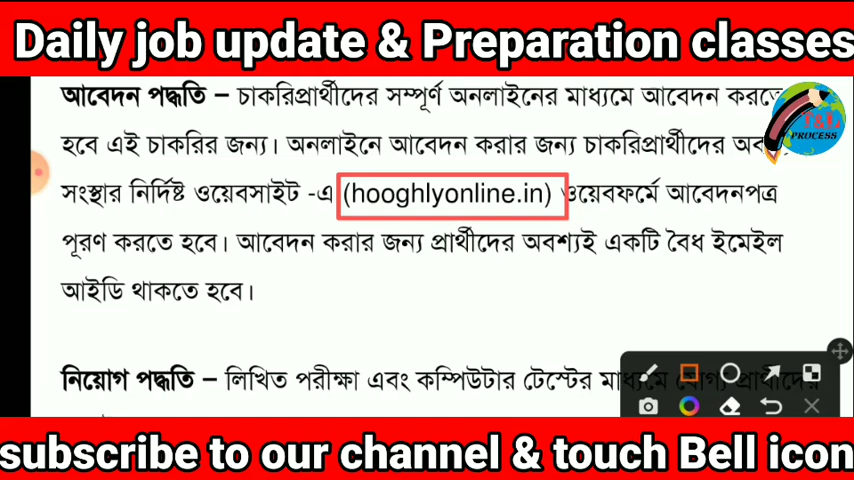 Daily job update & Preparation classes
আবেদন পদ্ধতি – চাকরিপ্রার্থীদের সম্পূর্ণ অনলাইনের মাধ্যমে আবেদন করতে
হবে এই চাকরির জন্য। অনলাইনে আবেদন করার জন্য চাকরিপ্রার্থীদের
সংস্থার নির্দিষ্ট ওয়েবসাইট -এ (hooghlyonline.in) ওয়েবফর্মে আবেদনপত্র
পূরণ করতে হবে। আবেদন করার জন্য প্রার্থীদের অবশ্যই একটি বৈধ ইমেইল
আইডি থাকতে হবে।
নিয়োগ পদ্ধতি – লিখিত পরীক্ষা এবং কম্পিউটার টেস্টের মাধ্যমে যোগ্য প্রার্থীদের
T&L
PROCESS
subscribe to our channel & touch Bell icon